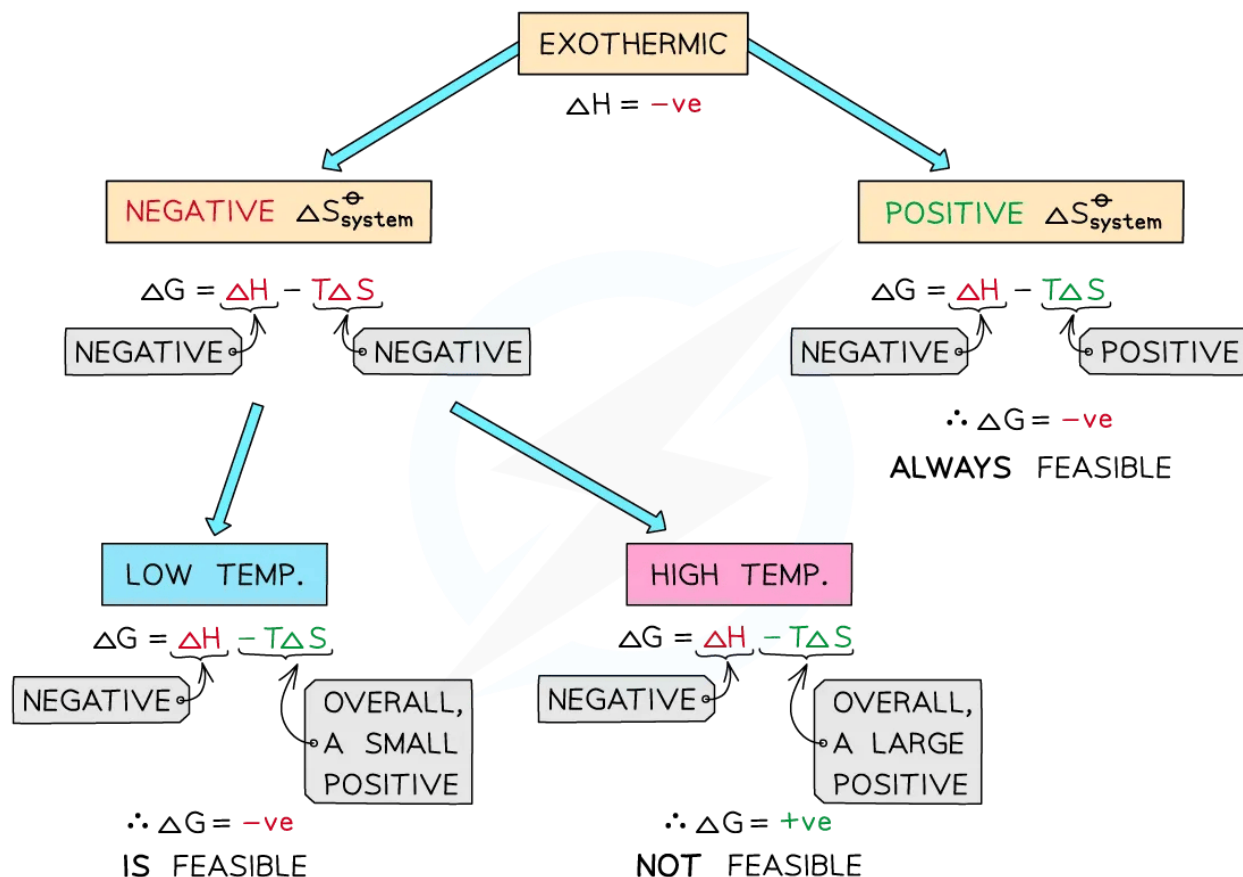 EXOTHERMIC
△H = −ve
NEGATIVE △S⦵system
POSITIVE △S⦵system
△G = △H − T△S
NEGATIVE
NEGATIVE
△G = △H − T△S
NEGATIVE
POSITIVE
∴ △G = −ve
ALWAYS FEASIBLE
LOW TEMP.
△G = △H − T△S
NEGATIVE
OVERALL,
A SMALL
POSITIVE
∴ △G = −ve
IS FEASIBLE
HIGH TEMP.
△G = △H − T△S
NEGATIVE
OVERALL,
A LARGE
POSITIVE
∴ △G = +ve
NOT FEASIBLE